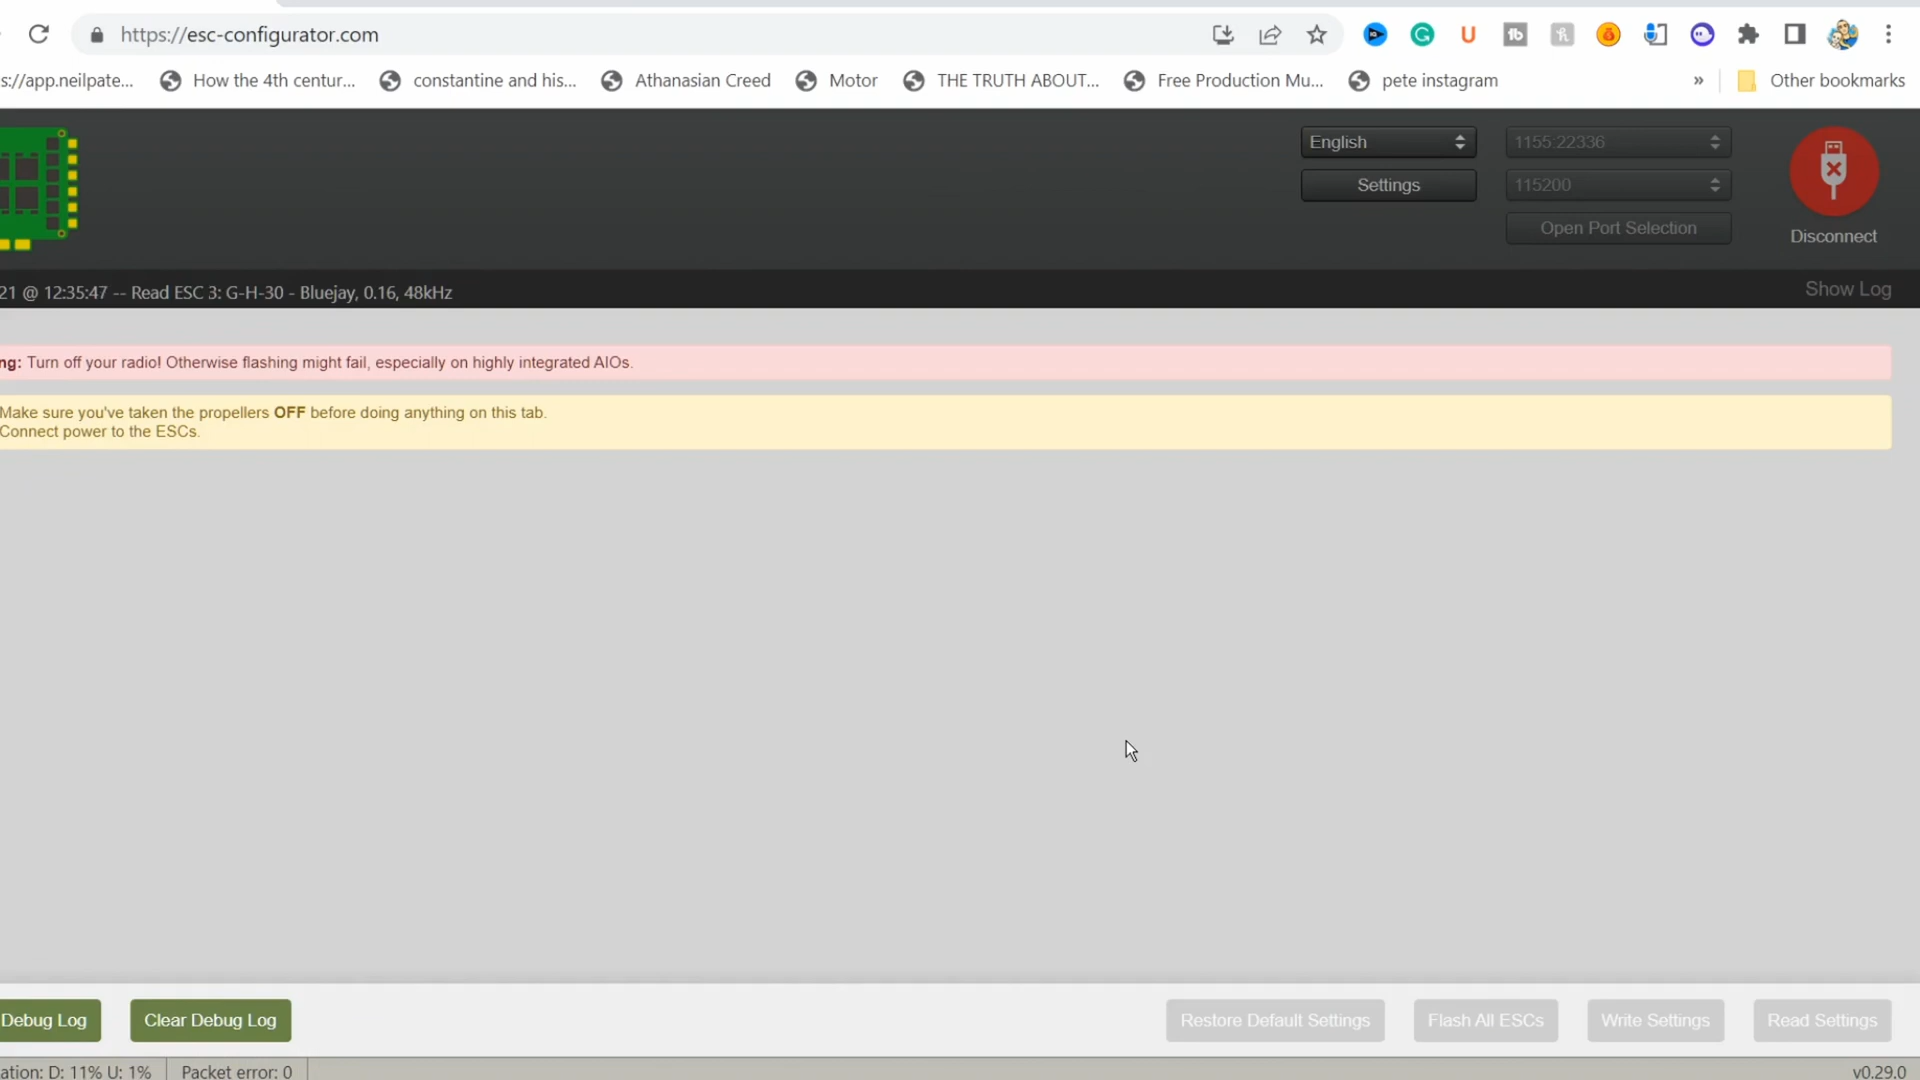 https://esc-configurator.com
s://app.neilpate... How the 4th centur... constantine and his... Athanasian Creed Motor THE TRUTH ABOUT... Free Production Mu... pete instagram » Other bookmarks
English 1155:22336
Settings 115200
Open Port Selection
Disconnect
21 @ 12:35:47 -- Read ESC 3: G-H-30 - Bluejay, 0.16, 48kHz Show Log
ng: Turn off your radio! Otherwise flashing might fail, especially on highly integrated AIOs.
Make sure you've taken the propellers OFF before doing anything on this tab.
Connect power to the ESCs.
Debug Log Clear Debug Log Restore Default Settings Flash All ESCs Write Settings Read Settings
ation: D: 11% U: 1% Packet error: 0 v0.29.0